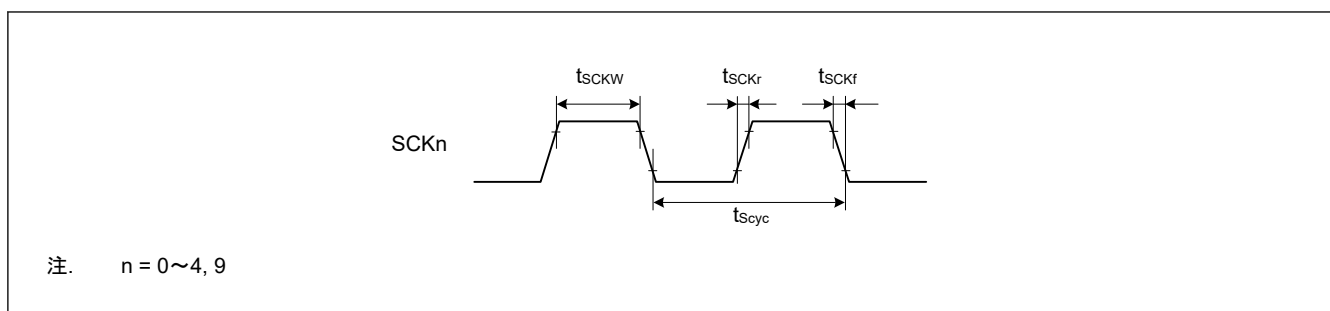 tSCKW
tSCKr
tSCKf
SCKn
tScyc
注. n = 0～4, 9